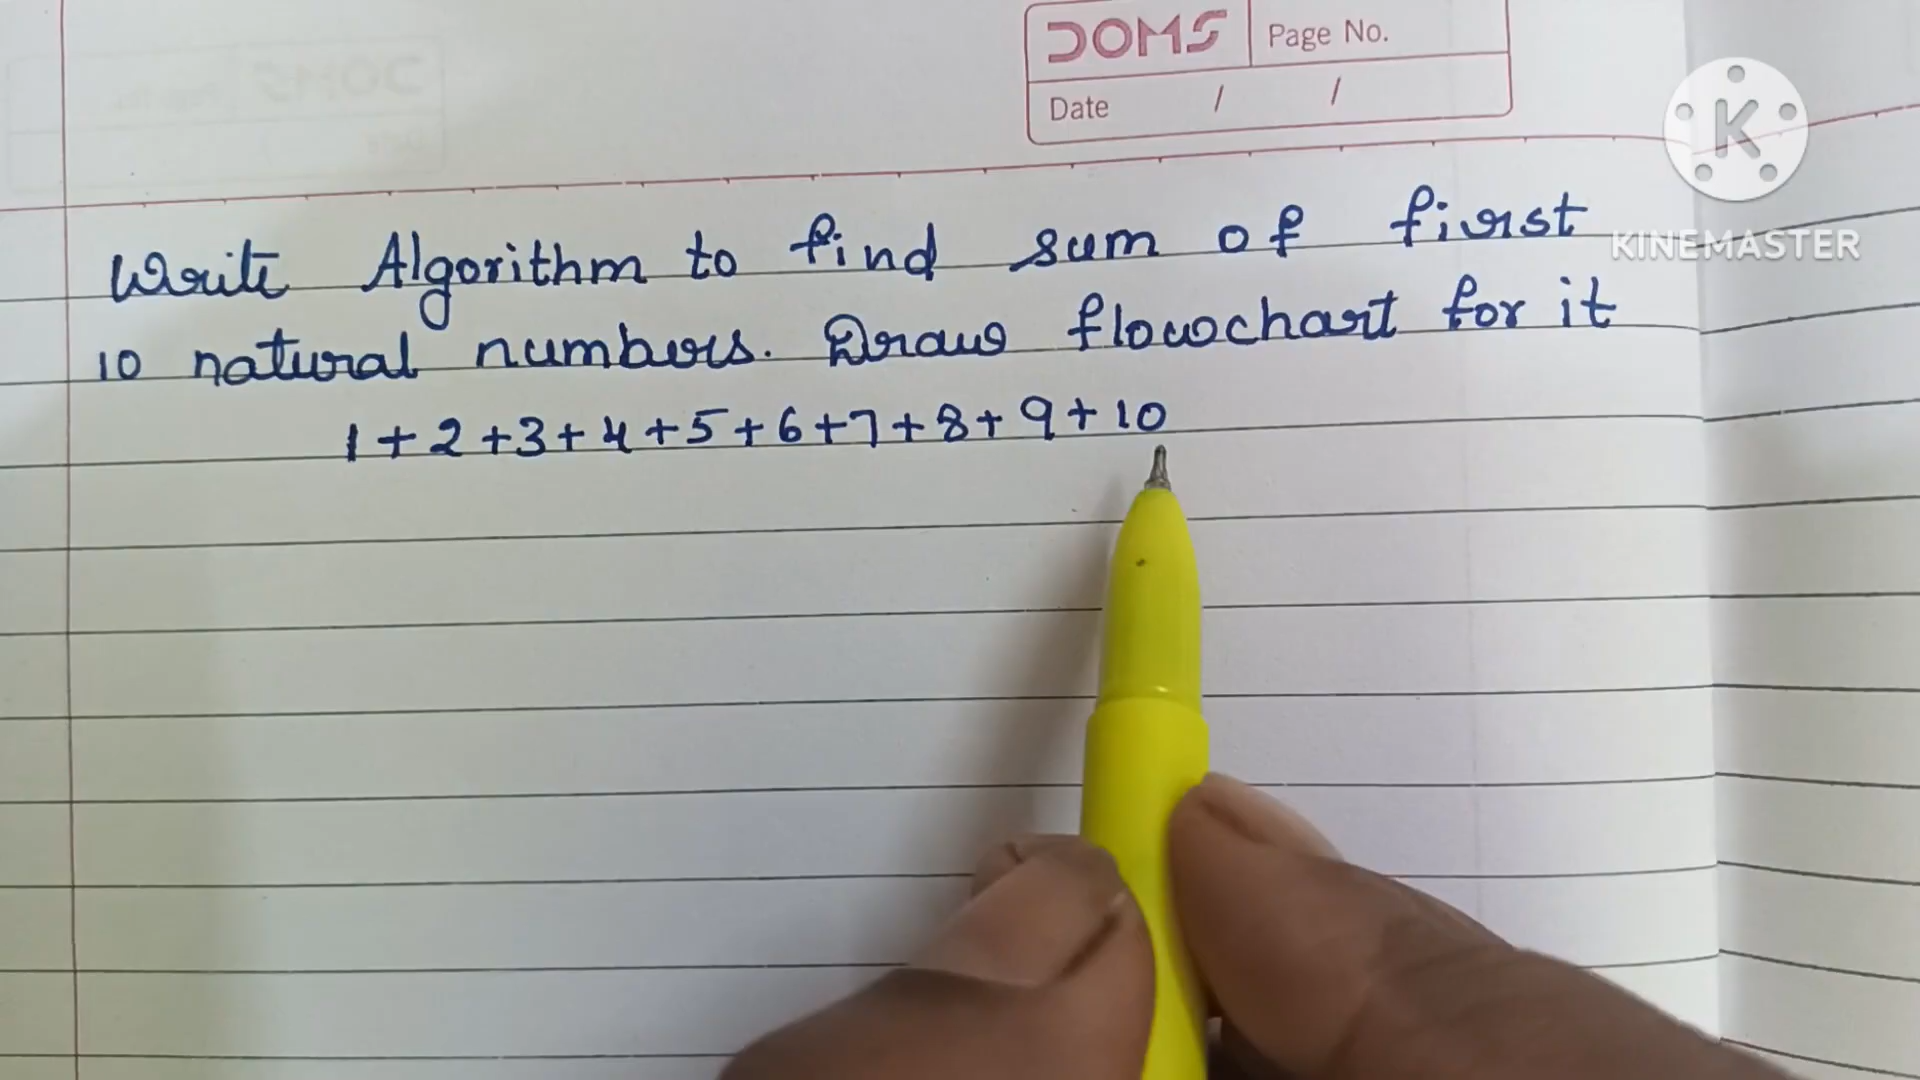 DOMS Page No.
Date / /
KINEMASTER
Write Algorithm to find sum of first
10 natural numbers. Draw flowchart for it
1+2+3+4+5+6+7+8+9+10